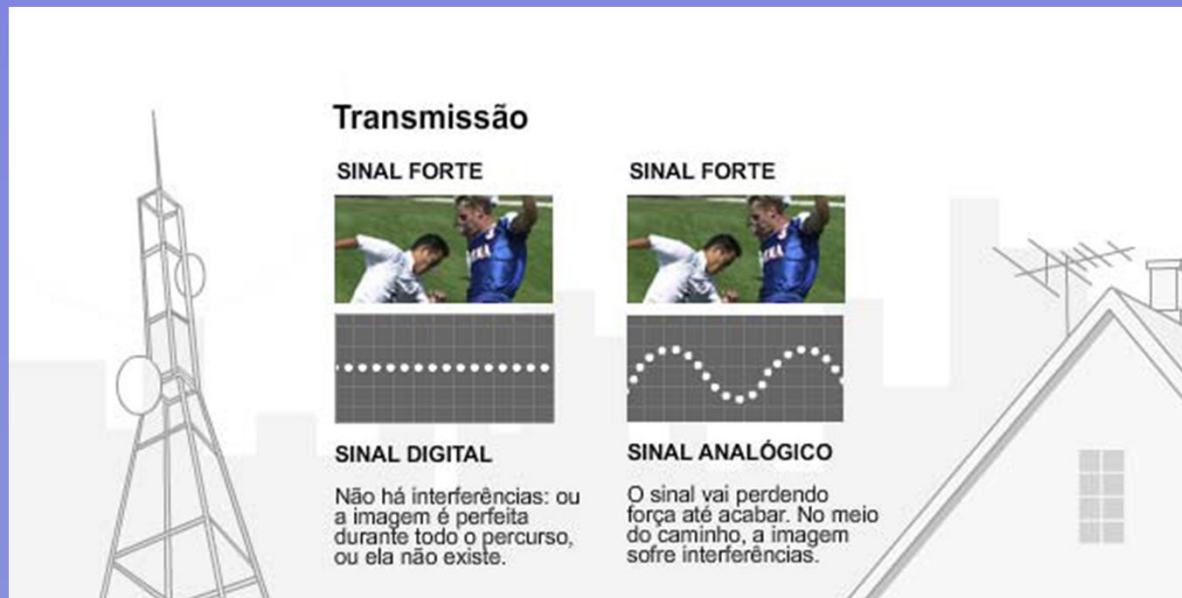 Transmissão
SINAL FORTE
SINAL DIGITAL
Não há interferências: ou
a imagem é perfeita
durante todo o percurso,
ou ela não existe.
SINAL FORTE
SINAL ANALÓGICO
O sinal vai perdendo
força até acabar. No meio
do caminho, a imagem
sofre interferências.